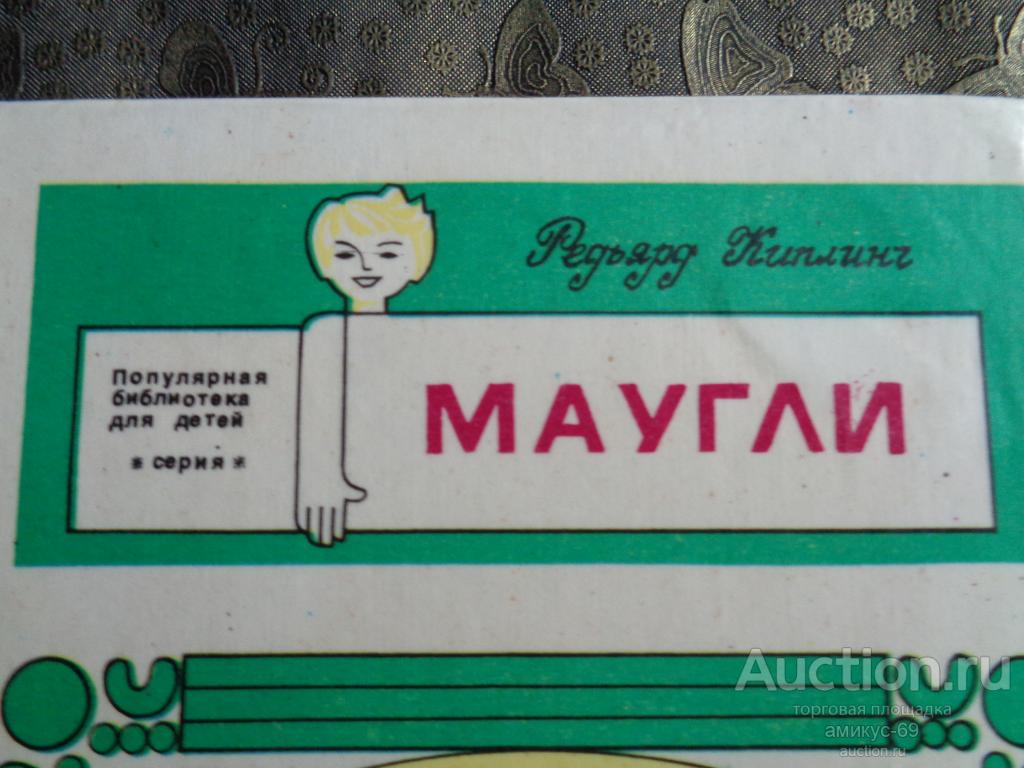 Редьярд Киплинг
Популярная
библиотека
для детей
* серия *
МАУГЛИ
Auction.ru
торговая площадка
амикус-69
auction.ru